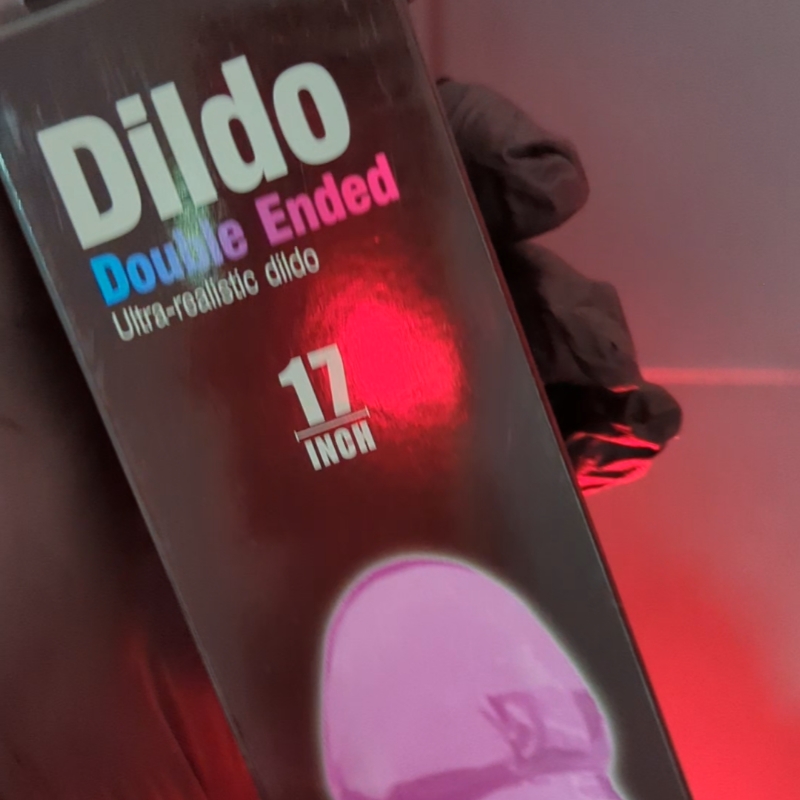 Dildo
Double Ended
Ultra-realistic dildo
17
INCH